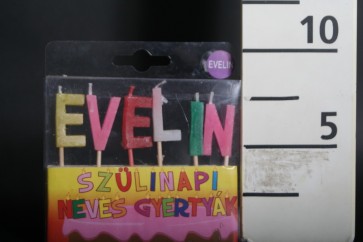 EVELIN
10
EVELIN
5
SZÜLINAPI
NEVES GYERTYÁK